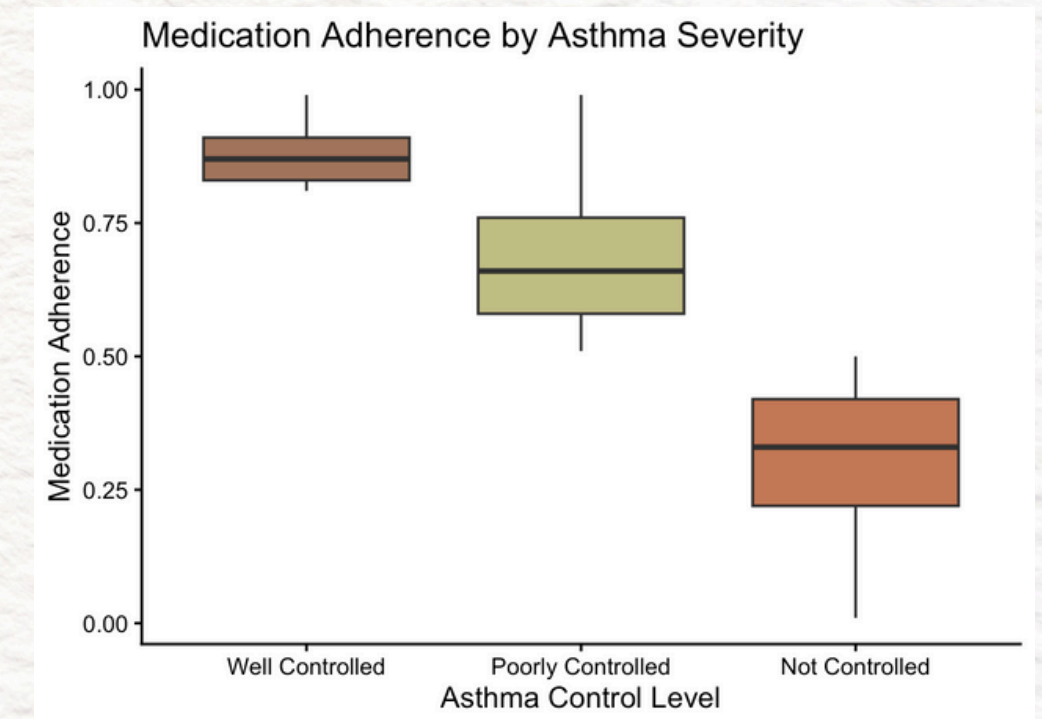 Medication Adherence by Asthma Severity
Medication Adherence
1.00
0.75
0.50
0.25
0.00
Well Controlled Poorly Controlled Not Controlled
Asthma Control Level